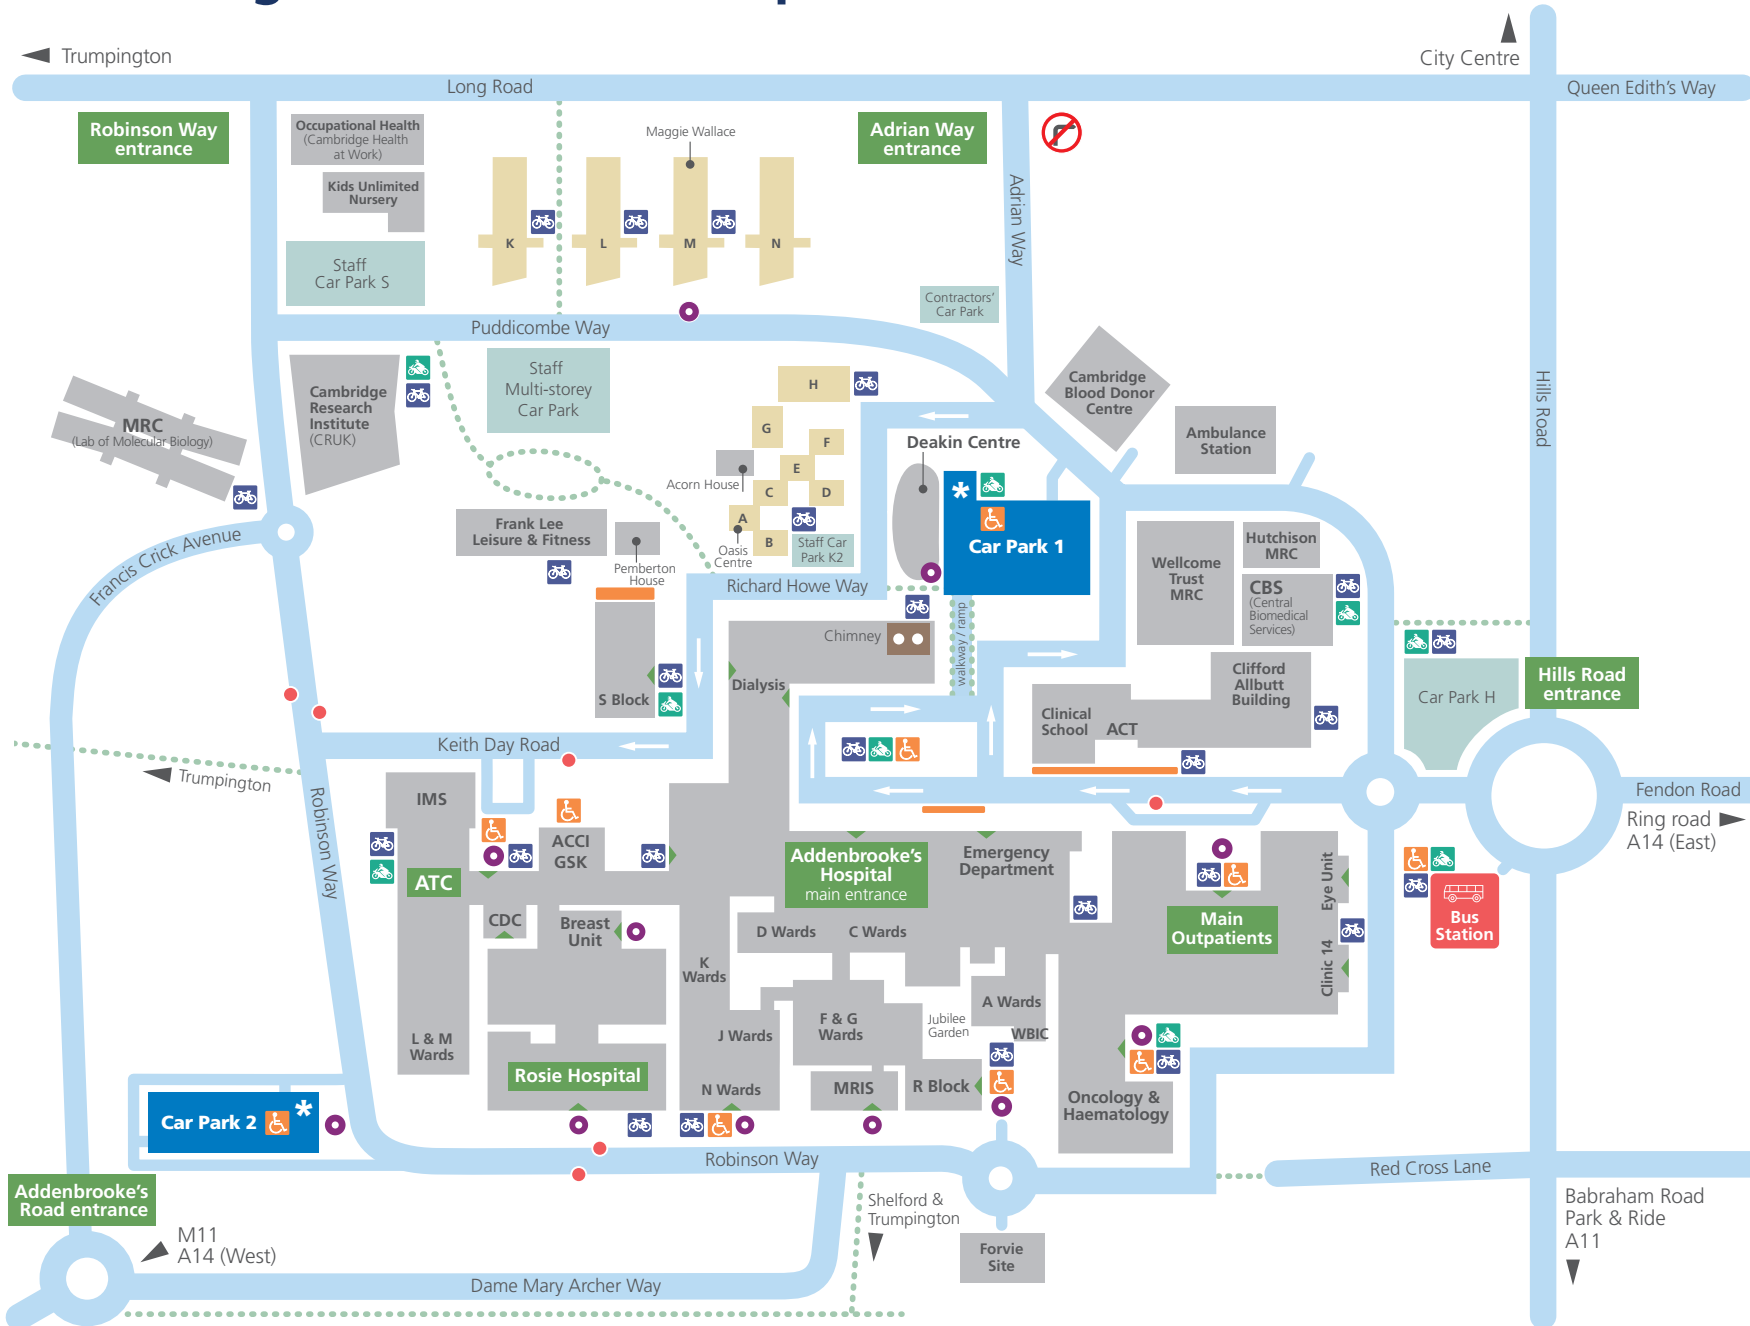 Trumpington
City Centre
Long Road
Queen Edith's Way
Robinson Way
entrance
Occupational Health
(Cambridge Health
at Work)
Maggie Wallace
Adrian Way
entrance
Kids Unlimited
Nursery
Adrian Way
K
L
M
N
Staff
Car Park S
Contractors'
Car Park
Puddicombe Way
Hills Road
Cambridge
Research
Institute
(CRUK)
Staff
Multi-storey
Car Park
H
Cambridge
Blood Donor
Centre
MRC
(Lab of Molecular Biology)
G
F
E
Acorn House
C
D
A
B
Oasis
Centre
Staff Car
Park K2
Deakin Centre
Ambulance
Station
*
Car Park 1
Frank Lee
Leisure & Fitness
Pemberton
House
Francis Crick Avenue
Richard Howe Way
Wellcome
Trust
MRC
Hutchison
MRC
CBS
(Central
Biomedical
Services)
Chimney
walkway / ramp
Dialysis
S Block
Clifford
Allbutt
Building
Clinical
School
ACT
Car Park H
Hills Road
entrance
Keith Day Road
Trumpington
Robinson Way
IMS
ACCI
GSK
ATC
CDC
Breast
Unit
Addenbrooke's
Hospital
main entrance
Emergency
Department
Fendon Road
Ring road
A14 (East)
Eye Unit
Main
Outpatients
Clinic 14
Bus
Station
D Wards
C Wards
K
Wards
A Wards
WBIC
Jubilee
Garden
F & G
Wards
J Wards
L & M
Wards
Rosie Hospital
N Wards
MRIS
R Block
Oncology &
Haematology
Car Park 2
*
Robinson Way
Red Cross Lane
Addenbrooke's
Road entrance
M11
A14 (West)
Shelford &
Trumpington
Babraham Road
Park & Ride
A11
Forvie
Site
Dame Mary Archer Way